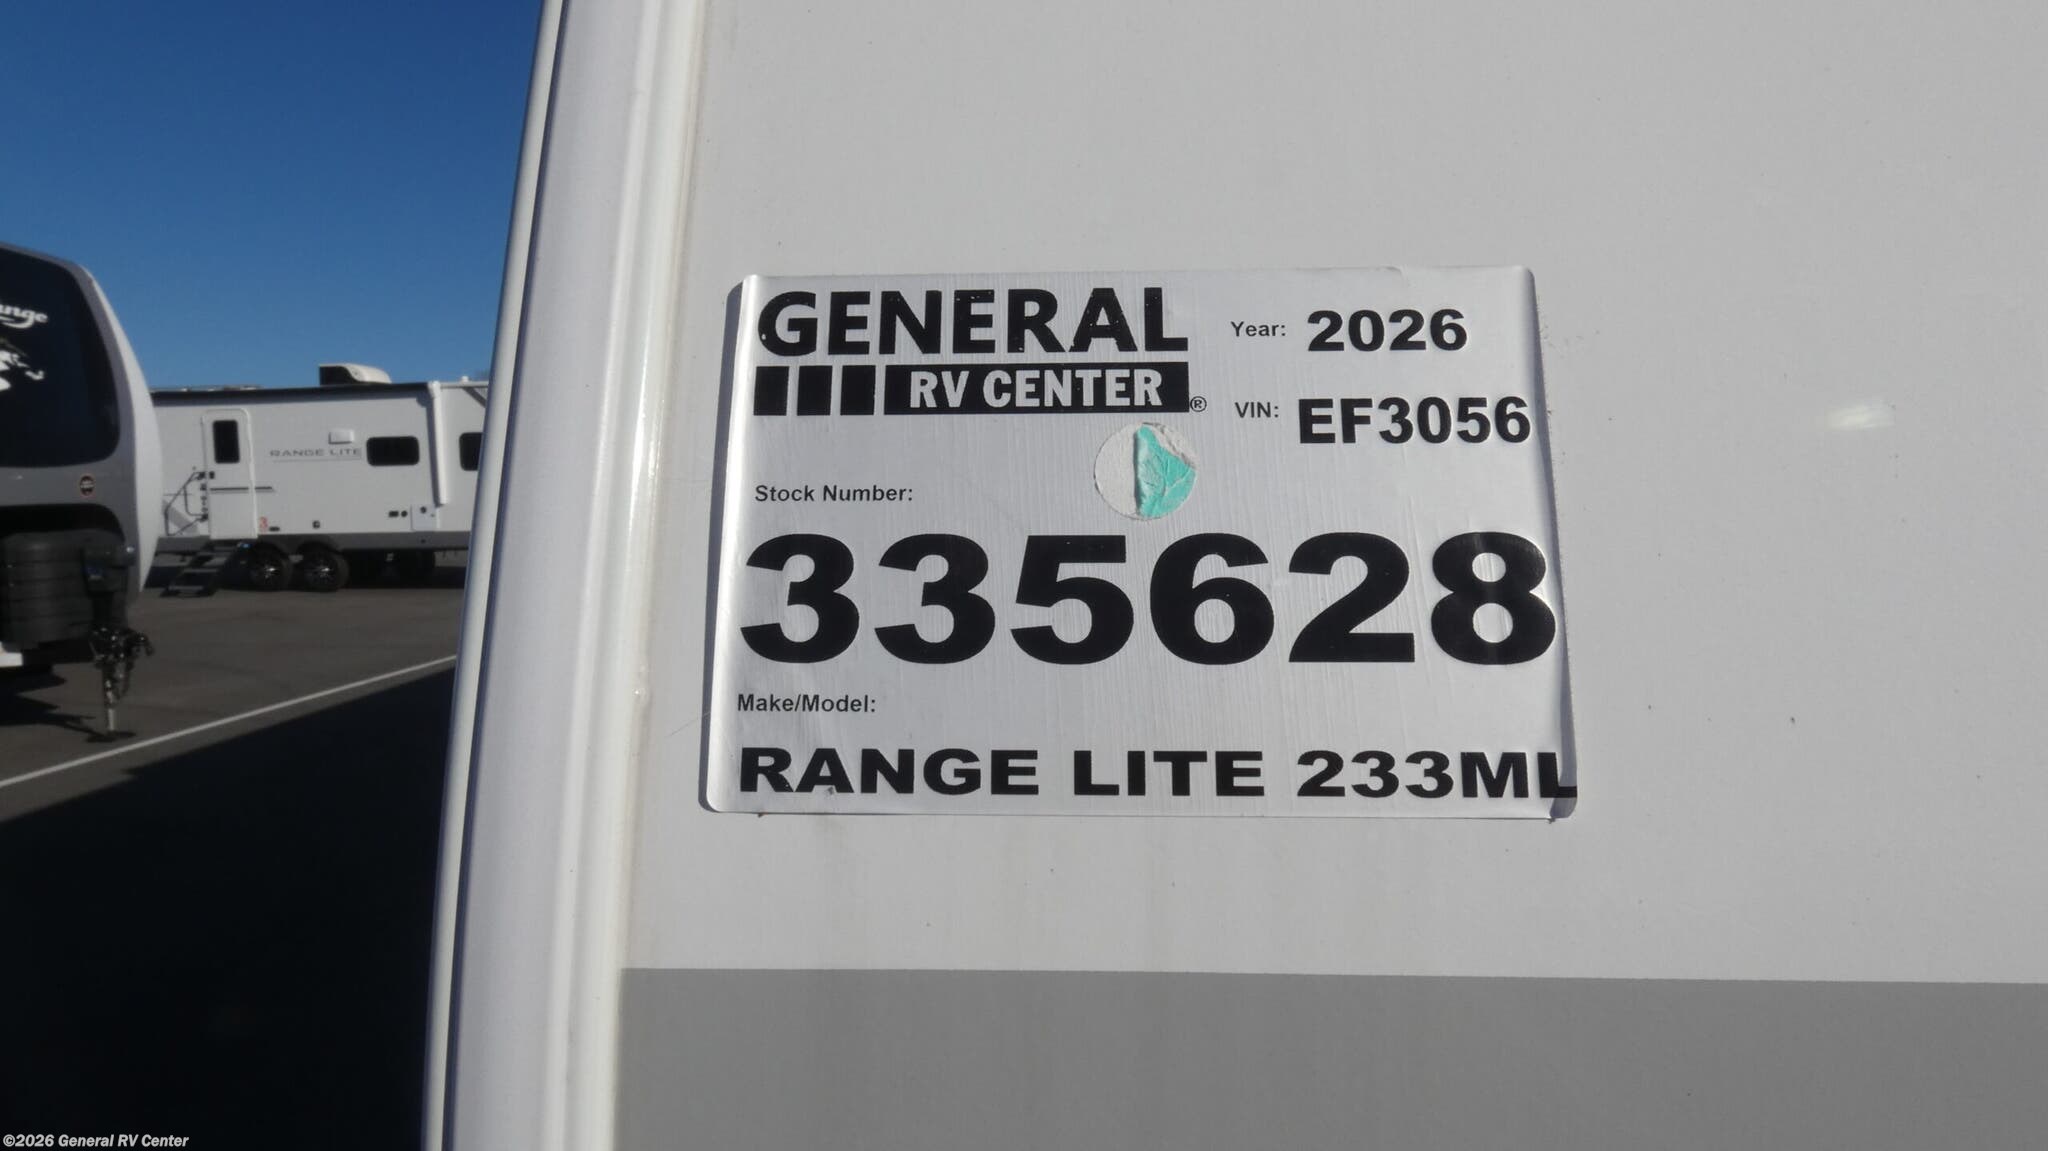 GENERAL
RV CENTER®
Year: 2026
VIN: EF3056
Stock Number:
335628
Make/Model:
RANGE LITE 233ML
RANGE LITE
©2026 General RV Center